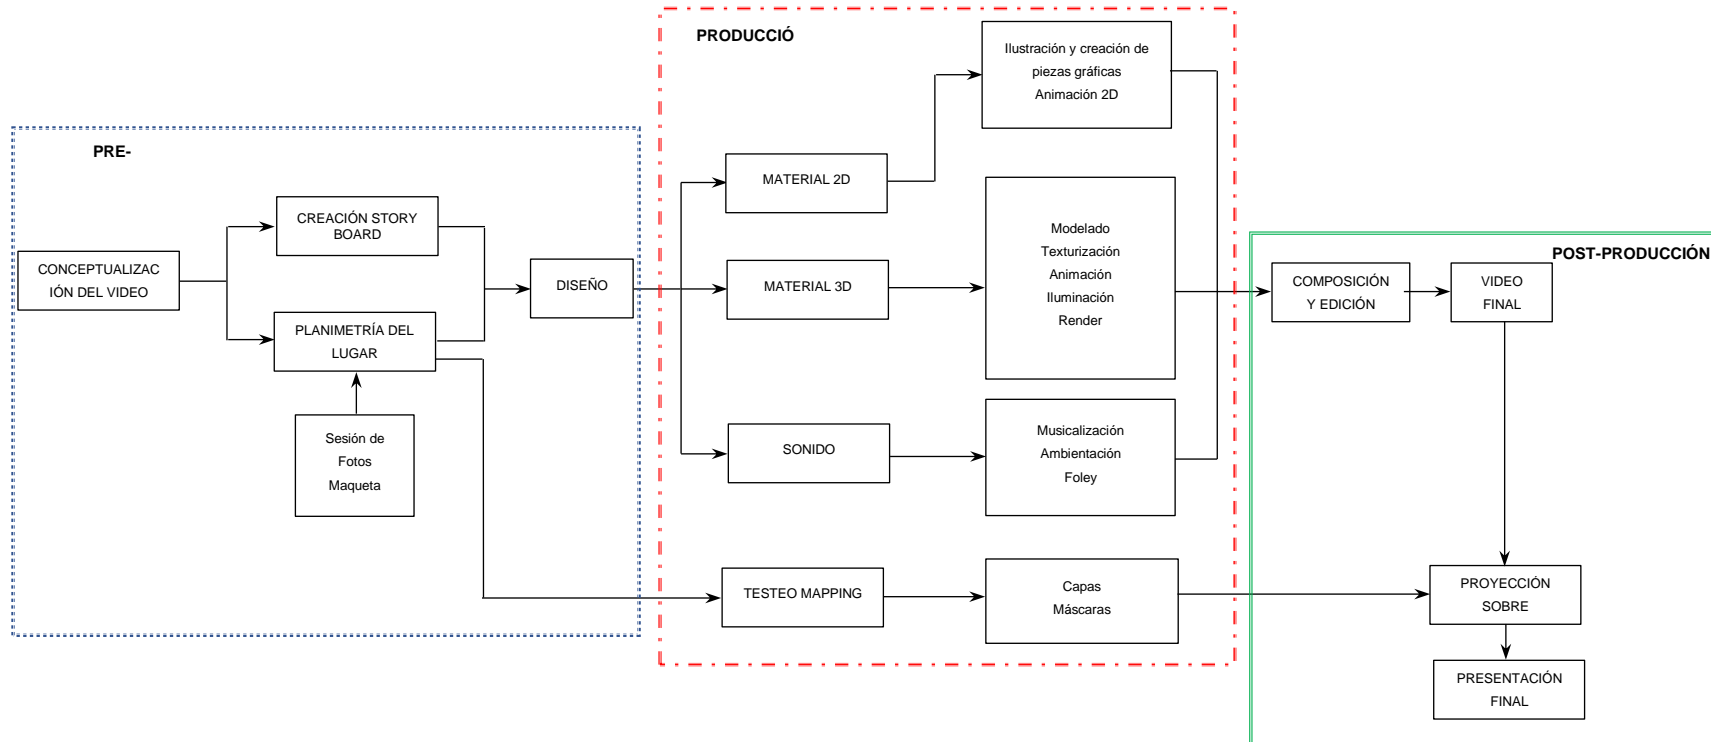 PRE-
CONCEPTUALIZAC
IÓN DEL VIDEO
CREACIÓN STORY
BOARD
PLANIMETRÍA DEL
LUGAR
Sesión de
Fotos
Maqueta
DISEÑO
PRODUCCIÓ
MATERIAL 2D
Ilustración y creación de
piezas gráficas
Animación 2D
MATERIAL 3D
Modelado
Texturización
Animación
Iluminación
Render
SONIDO
Musicalización
Ambientación
Foley
TESTEO MAPPING
Capas
Máscaras
POST-PRODUCCIÓN
COMPOSICIÓN
Y EDICIÓN
VIDEO
FINAL
PROYECCIÓN
SOBRE
PRESENTACIÓN
FINAL